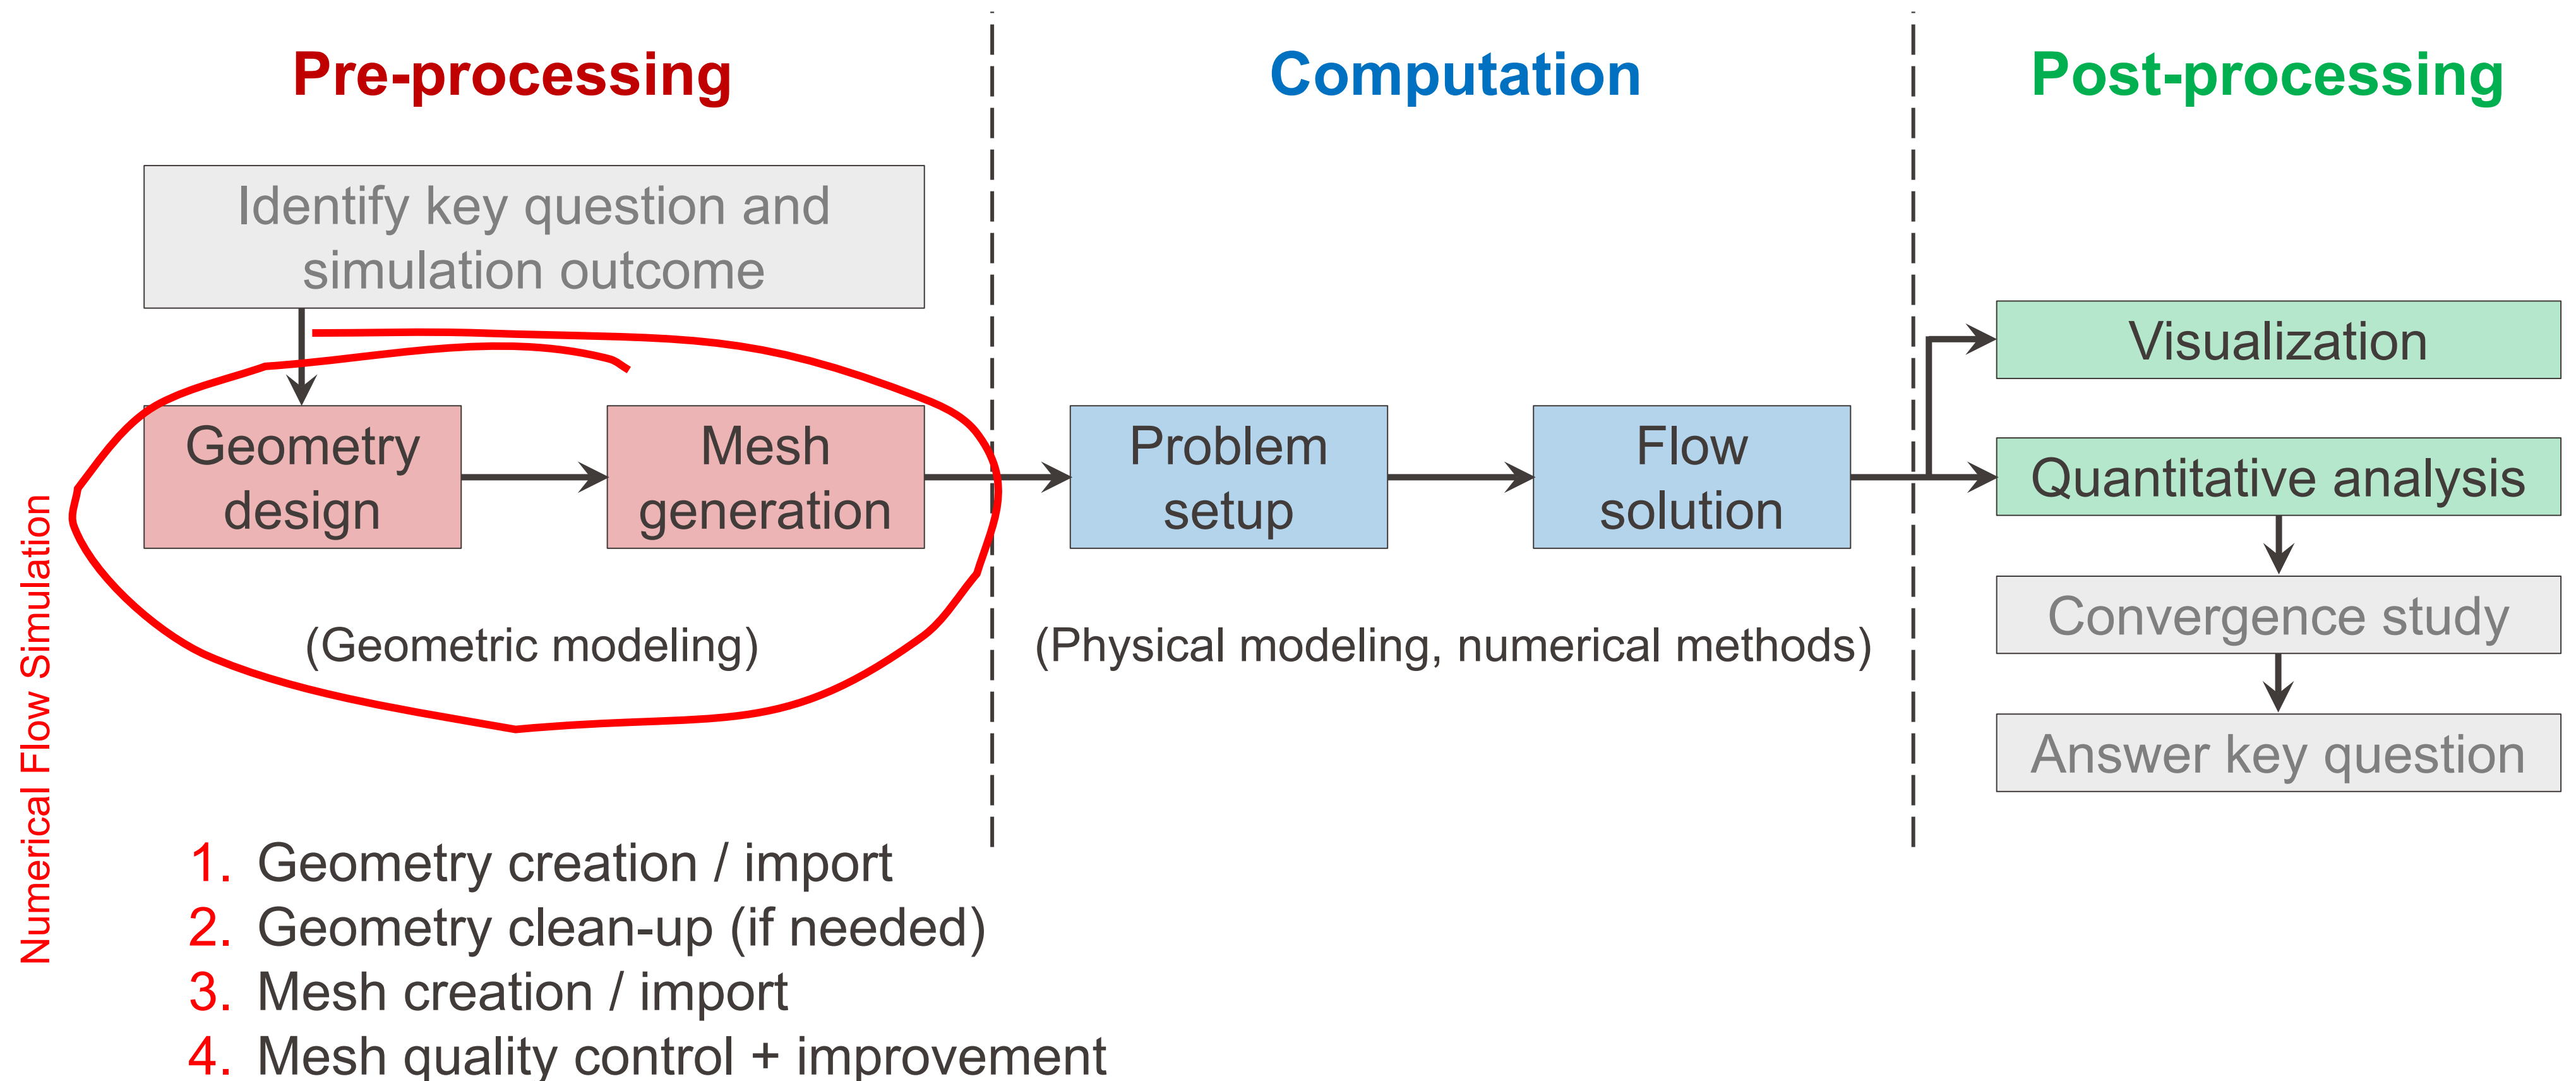 Pre-processing
Computation
Post-processing
Identify key question and
simulation outcome
Geometry
design
Mesh
generation
(Geometric modeling)
Problem
setup
Flow
solution
(Physical modeling, numerical methods)
Visualization
Quantitative analysis
Convergence study
Answer key question
Numerical Flow Simulation
1. Geometry creation / import
2. Geometry clean-up (if needed)
3. Mesh creation / import
4. Mesh quality control + improvement